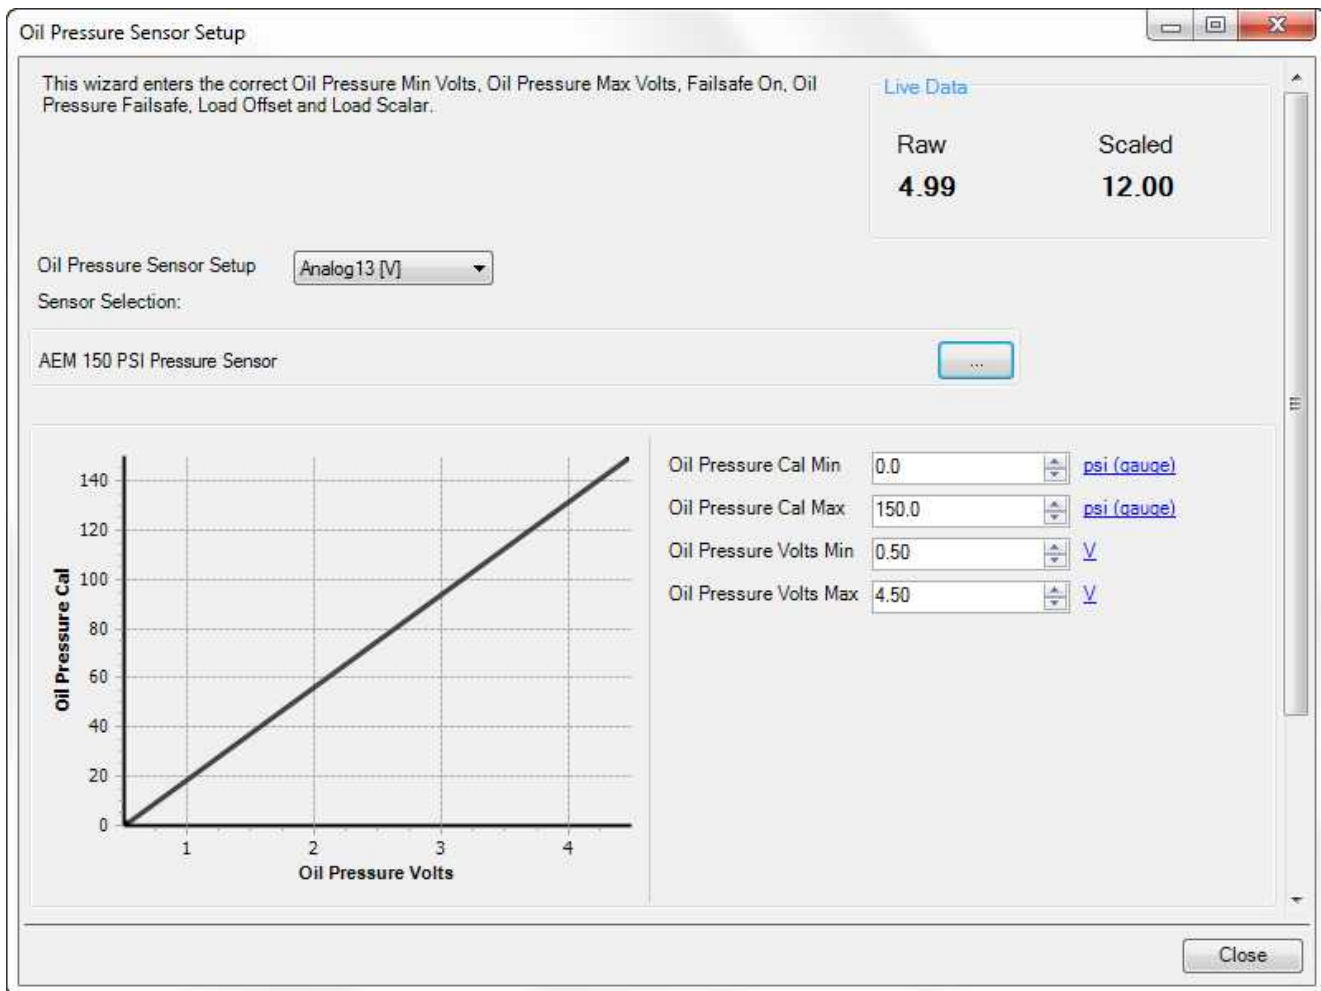 Oil Pressure Sensor Setup
This wizard enters the correct Oil Pressure Min Volts, Oil Pressure Max Volts, Failsafe On, Oil
Pressure Failsafe, Load Offset and Load Scalar.
Live Data
Raw Scaled
4.99 12.00
Oil Pressure Sensor Setup Analog13 [V]
Sensor Selection:
AEM 150 PSI Pressure Sensor ...
Oil Pressure Cal
140
120
100
80
60
40
20
0
1 2 3 4
Oil Pressure Volts
Oil Pressure Cal Min 0.0 psi (gauge)
Oil Pressure Cal Max 150.0 psi (gauge)
Oil Pressure Volts Min 0.50 V
Oil Pressure Volts Max 4.50 V
Close